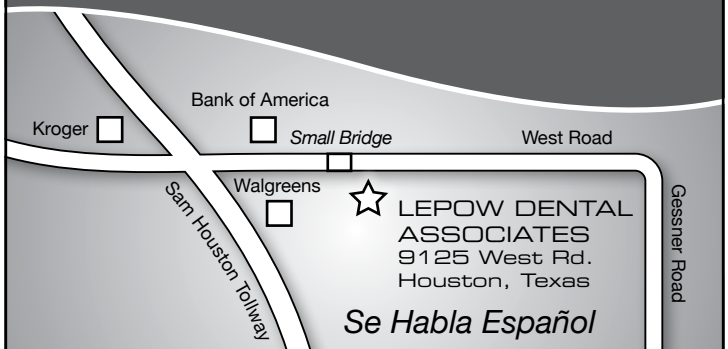 Bank of America
Kroger
Small Bridge
West Road
Walgreens
Sam Houston Tollway
Gessner Road
LEPOW DENTAL
ASSOCIATES
9125 West Rd.
Houston, Texas
Se Habla Español